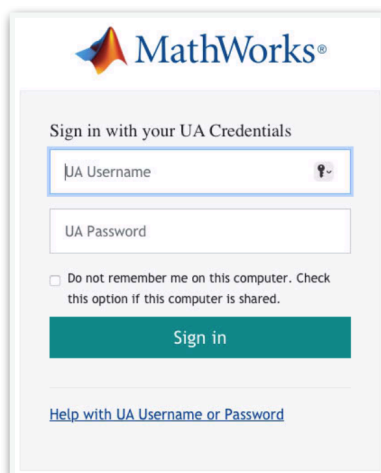 MathWorks®
Sign in with your UA Credentials
UA Username
UA Password
Do not remember me on this computer. Check
this option if this computer is shared.
Sign in
Help with UA Username or Password